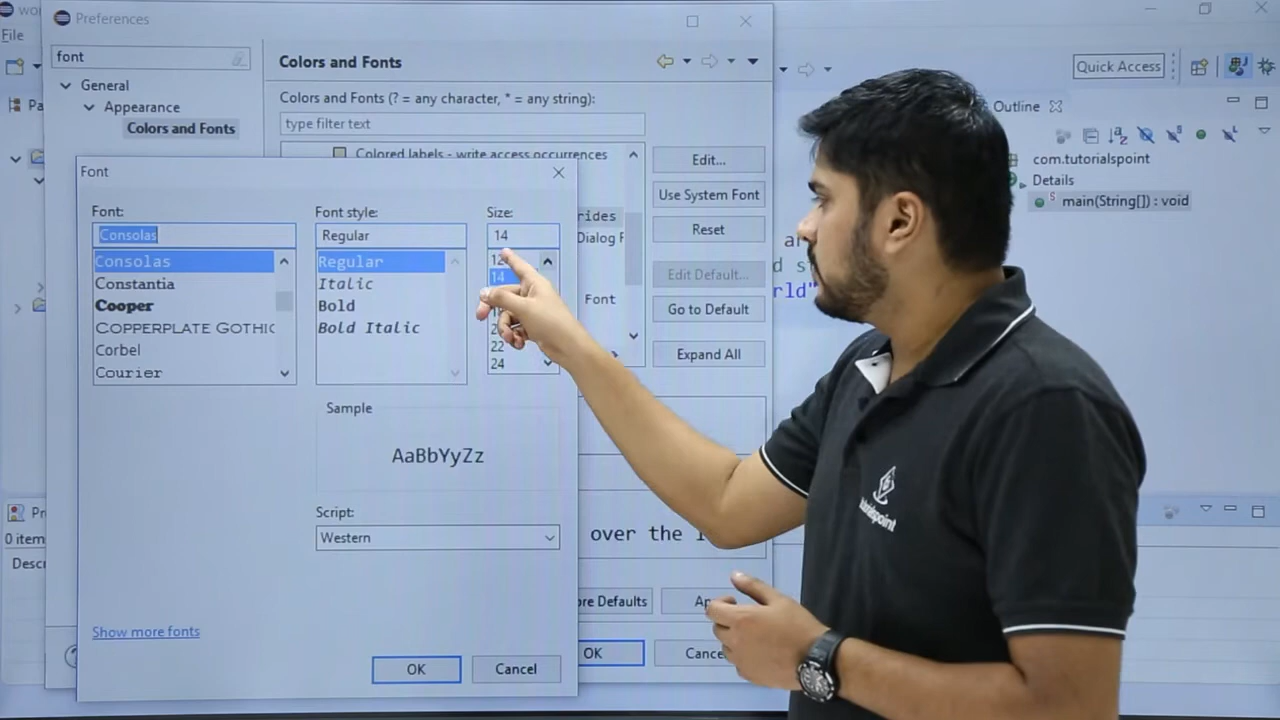 Preferences
File
font
General
Appearance
Colors and Fonts
Colors and Fonts
Colors and Fonts (? = any character, * = any string):
type filter text
Colored labels - write access occurrences
Edit...
Use System Font
Reset
Edit Default...
Go to Default
Expand All
Font
Quick Access
Outline
com.tutorialspoint
Details
main(String[]) : void
Font
Font:
Font style:
Size:
Consolas
Regular
14
Consolas
Constantia
Cooper
COPPERPLATE GOTHIC
Corbel
Courier
Regular
Italic
Bold
Bold Italic
12
14
22
24
Sample
AaBbYyZz
Script:
Western
Show more fonts
OK
Cancel
over the
OK
0 item
tutorialspoint